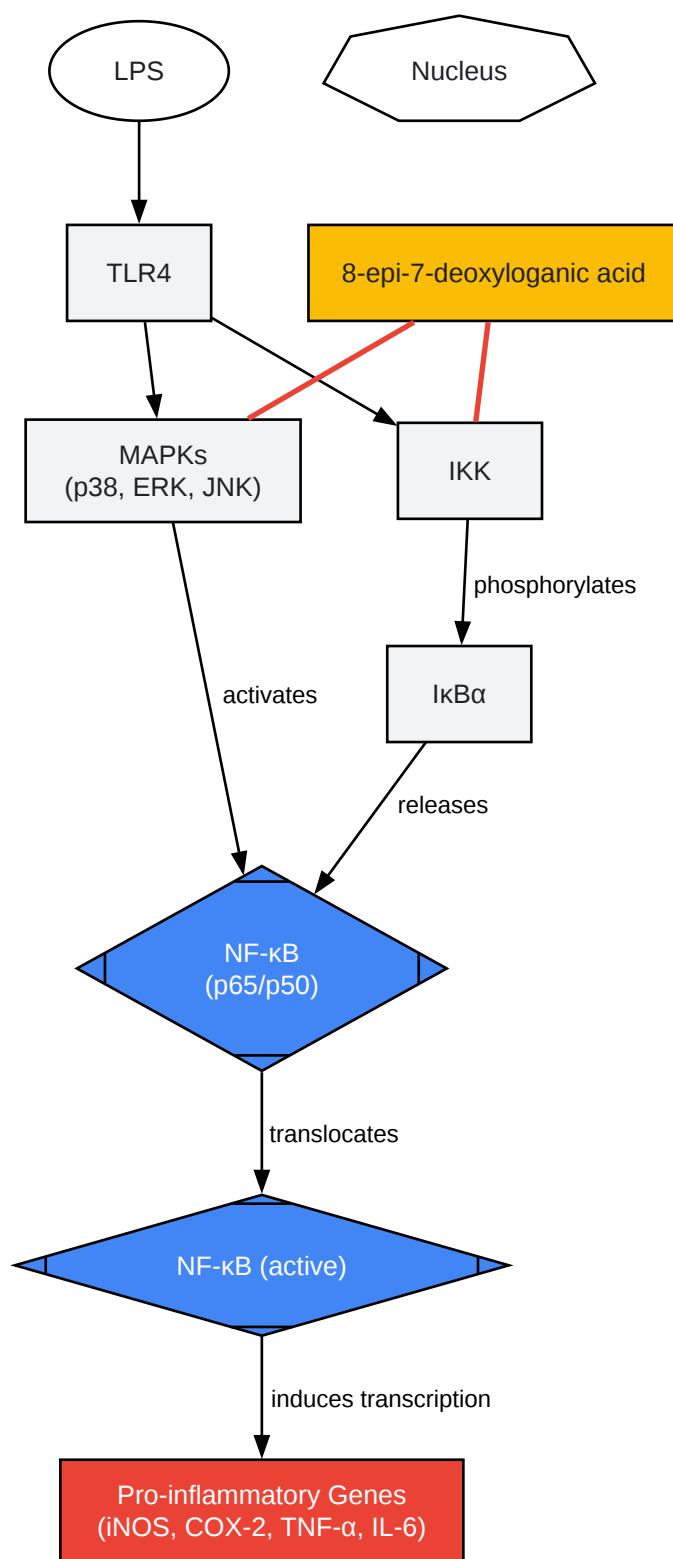 LPS
Nucleus
TLR4
8-epi-7-deoxyloganic acid
MAPKs
(p38, ERK, JNK)
IKK
phosphorylates
IκBα
activates
releases
NF-κB
(p65/p50)
translocates
NF-κB (active)
induces transcription
Pro-inflammatory Genes
(iNOS, COX-2, TNF-α, IL-6)